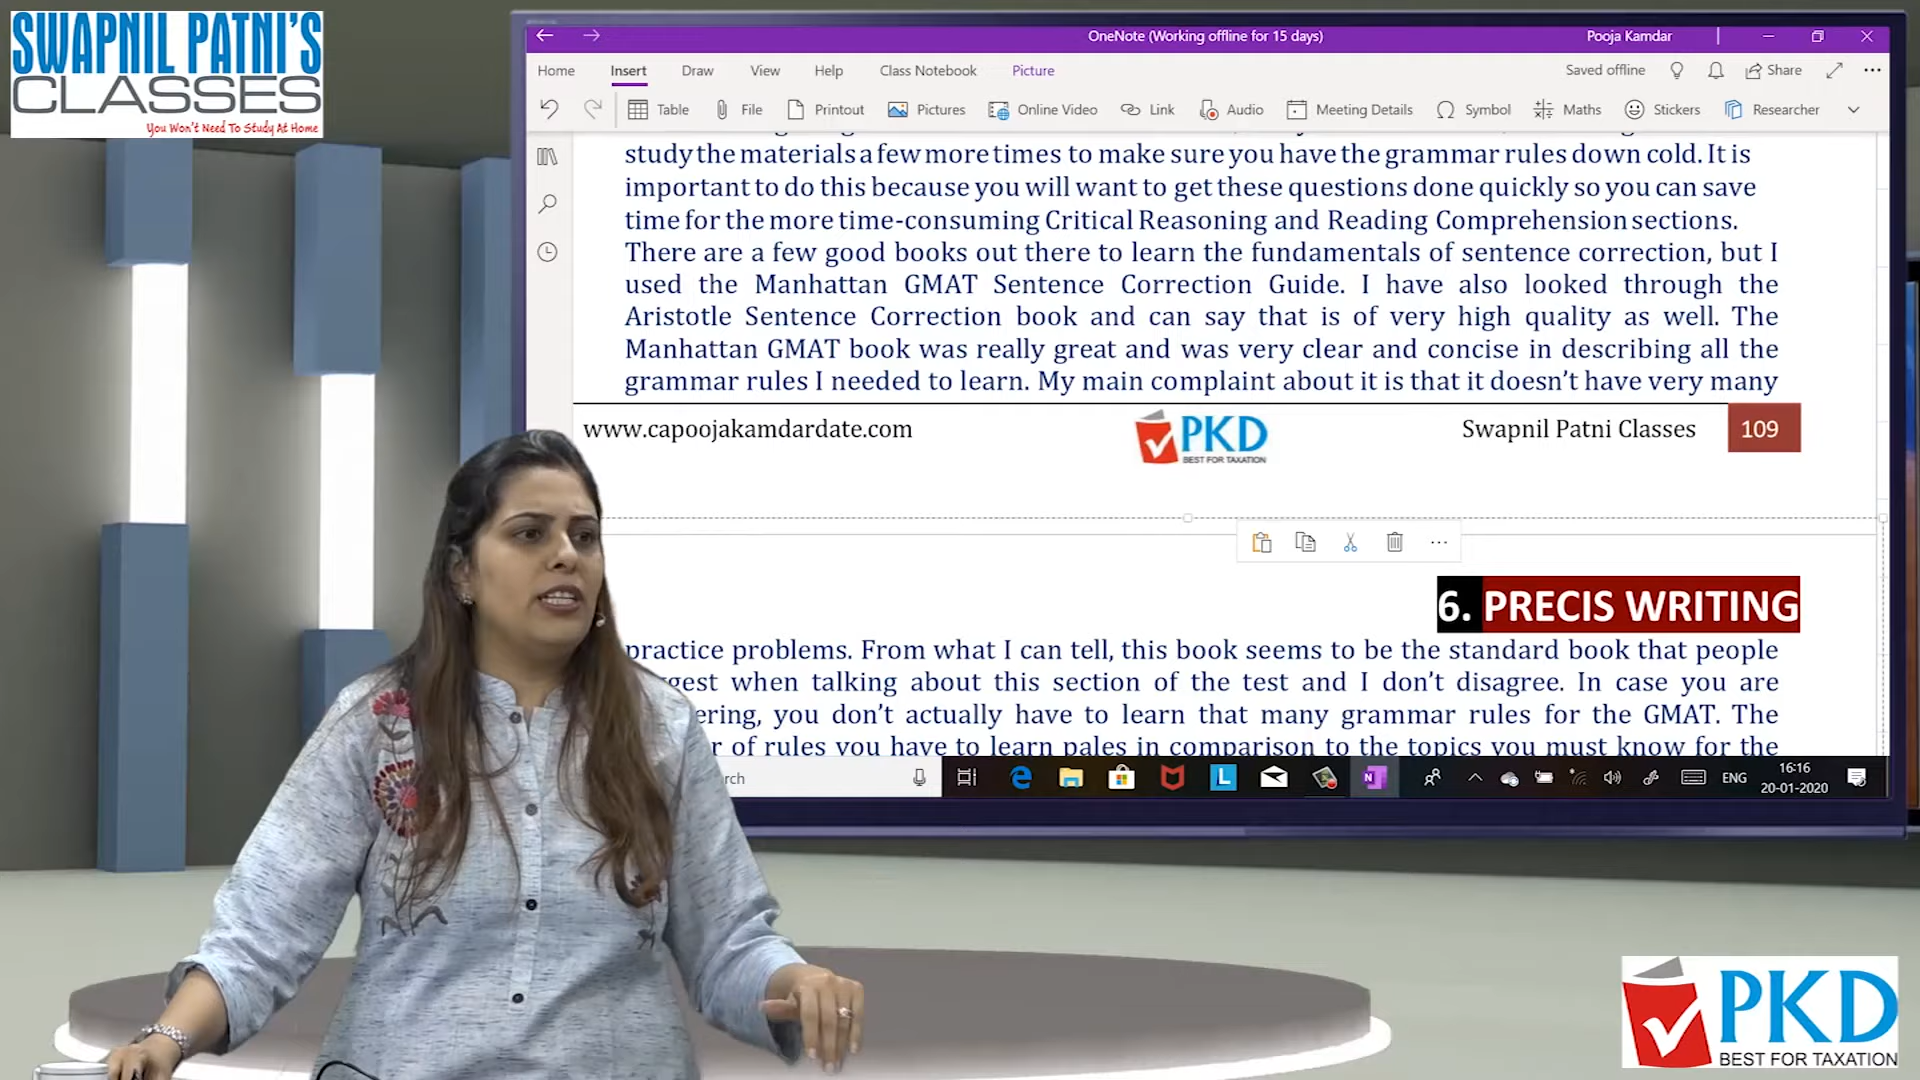 SWAPNIL PATNI'S
CLASSES
You Won't Need To Study At Home
OneNote (Working offline for 15 days)
Pooja Kamdar
Home Insert Draw View Help Class Notebook Picture
Saved offline
Share
Table File Printout Pictures Online Video Link Audio Meeting Details Symbol Maths Stickers Researcher
study the materials a few more times to make sure you have the grammar rules down cold. It is
important to do this because you will want to get these questions done quickly so you can save
time for the more time-consuming Critical Reasoning and Reading Comprehension sections.
There are a few good books out there to learn the fundamentals of sentence correction, but I
used the Manhattan GMAT Sentence Correction Guide. I have also looked through the
Aristotle Sentence Correction book and can say that is of very high quality as well. The
Manhattan GMAT book was really great and was very clear and concise in describing all the
grammar rules I needed to learn. My main complaint about it is that it doesn't have very many
www.capoojakamdardate.com
PKD
BEST FOR TAXATION
Swapnil Patni Classes
109
6. PRECIS WRITING
practice problems. From what I can tell, this book seems to be the standard book that people
when talking about this section of the test and I don't disagree. In case you are
you don't actually have to learn that many grammar rules for the GMAT. The
of rules you have to learn pales in comparison to the topics you must know for the
ENG
16:16
20-01-2020
PKD
BEST FOR TAXATION